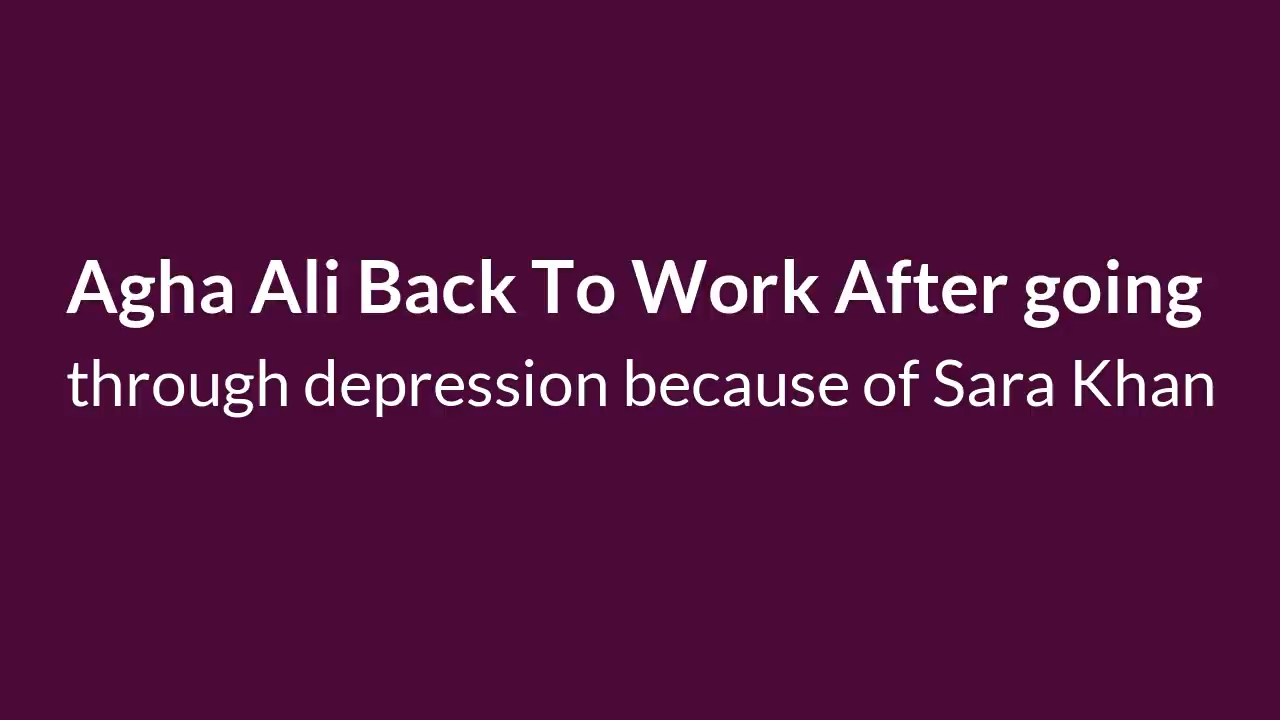 Agha Ali Back To Work After going
through depression because of Sara Khan